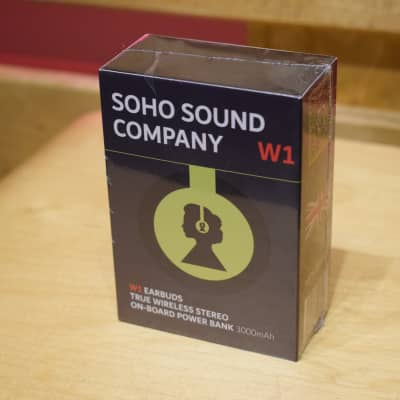 SOHO SOUND
COMPANY
W1
W1 EARBUDS
TRUE WIRELESS STEREO
ON-BOARD POWER BANK 3000mAh